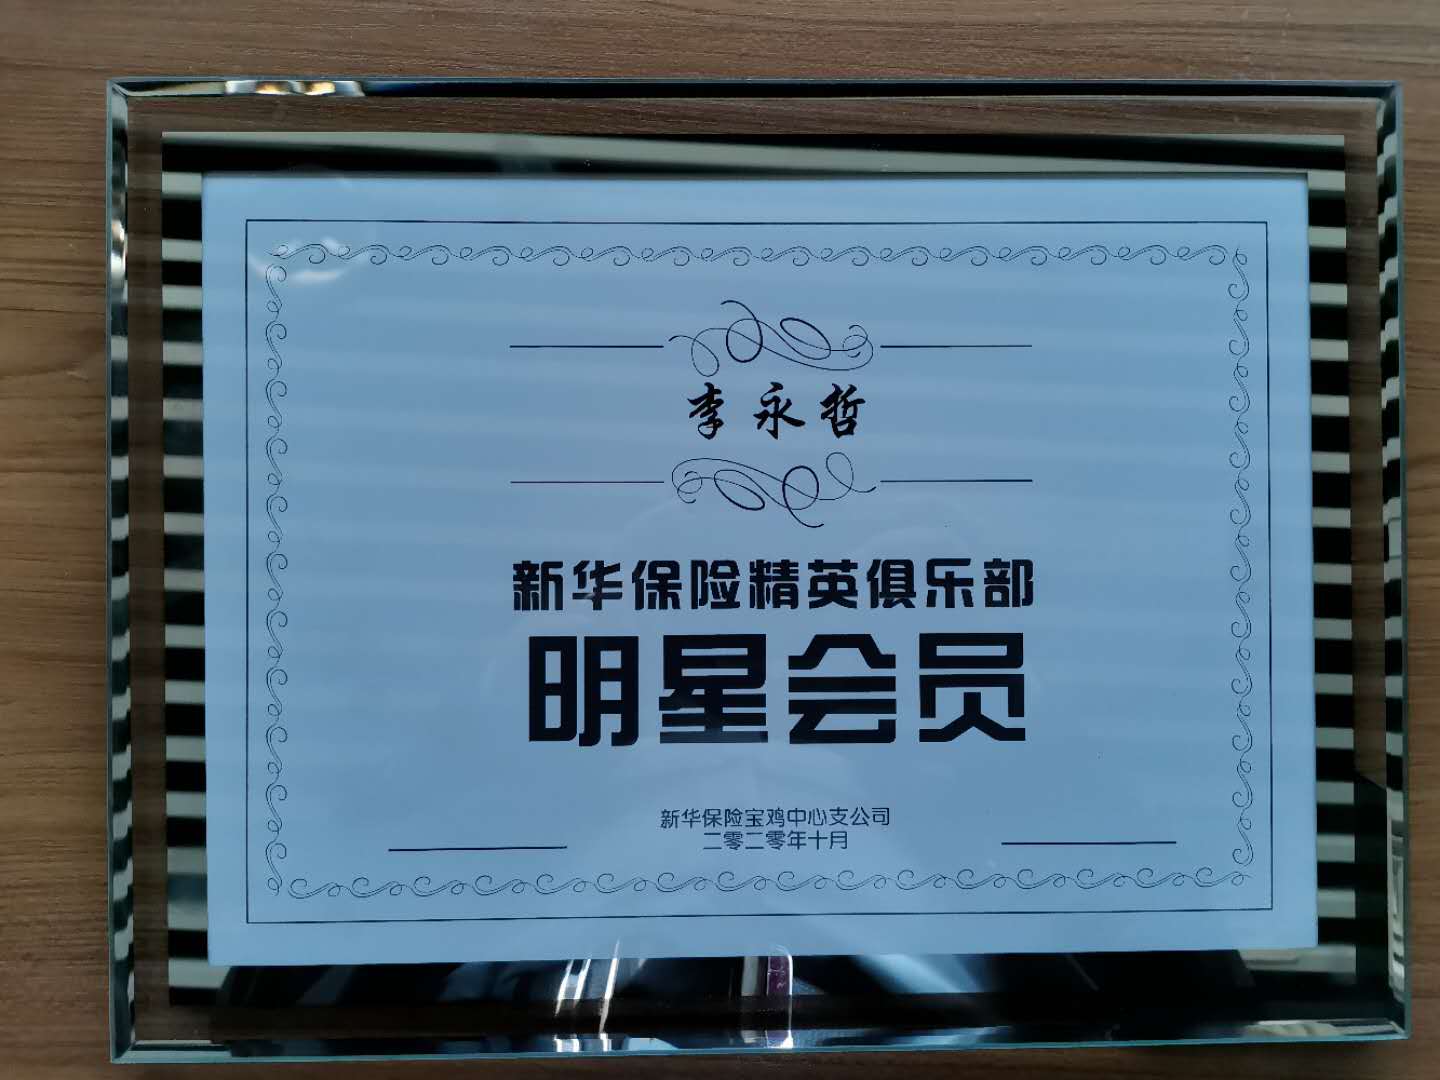 李永哲
新华保险精英俱乐部
明星会员
新华保险宝鸡中心支公司
二零二零年十月